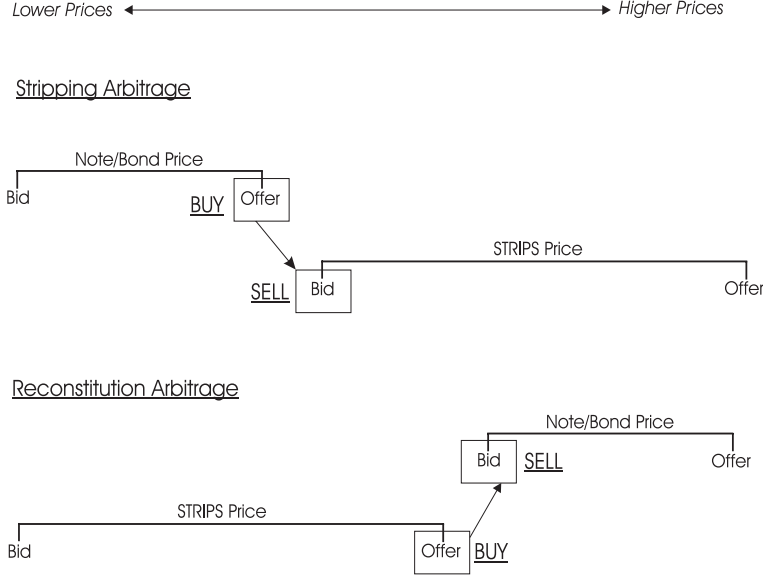 Lower Prices Higher Prices
Stripping Arbitrage
Note/Bond Price
Bid BUY Offer
STRIPS Price
SELL Bid Offer
Reconstitution Arbitrage
Note/Bond Price
Bid SELL Offer
STRIPS Price
Bid Offer BUY